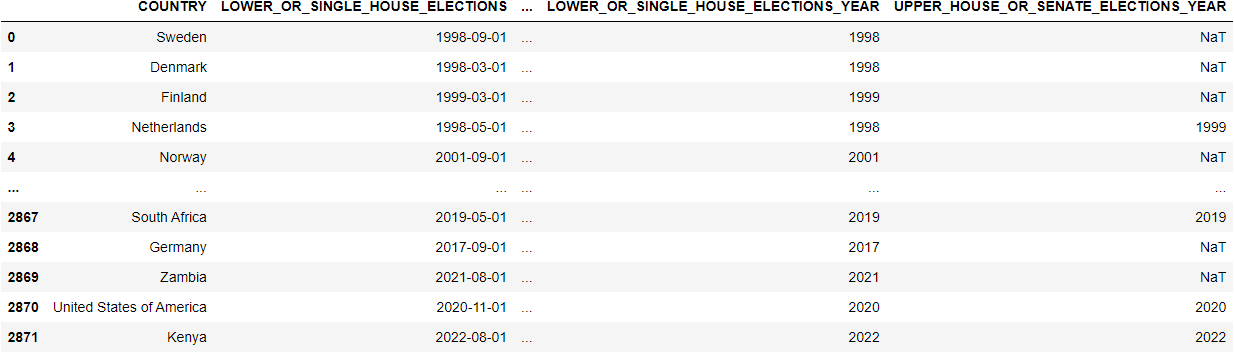 COUNTRY LOWER_OR_SINGLE_HOUSE_ELECTIONS ... LOWER_OR_SINGLE_HOUSE_ELECTIONS_YEAR UPPER_HOUSE_OR_SENATE_ELECTIONS_YEAR
0 Sweden 1998-09-01 ... 1998 NaT
1 Denmark 1998-03-01 ... 1998 NaT
2 Finland 1999-03-01 ... 1999 NaT
3 Netherlands 1998-05-01 ... 1998 1999
4 Norway 2001-09-01 ... 2001 NaT
... ... ... ... ... ...
2867 South Africa 2019-05-01 ... 2019 2019
2868 Germany 2017-09-01 ... 2017 NaT
2869 Zambia 2021-08-01 ... 2021 NaT
2870 United States of America 2020-11-01 ... 2020 2020
2871 Kenya 2022-08-01 ... 2022 2022